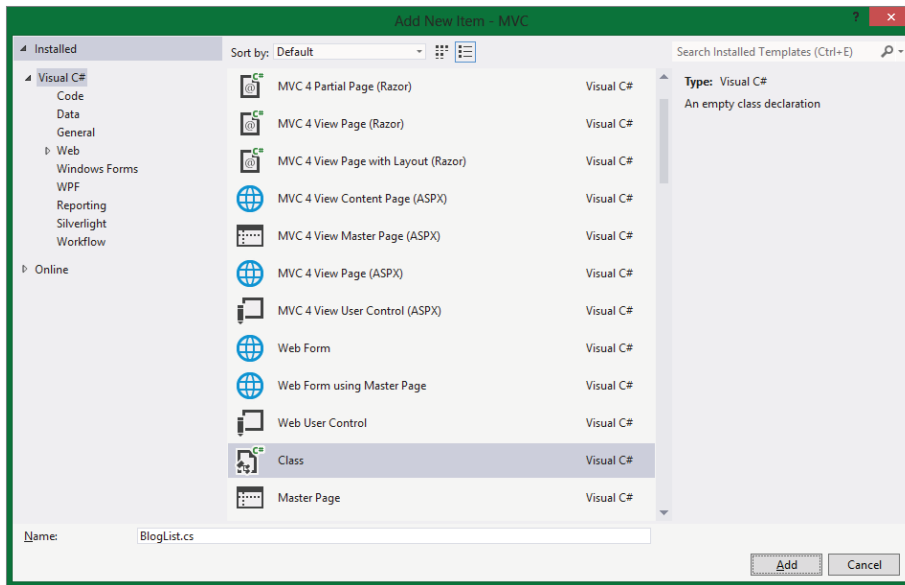 Add New Item - MVC
? ×
Installed
Sort by: Default
Search Installed Templates (Ctrl+E)
Visual C#
Code
Data
General
Web
Windows Forms
WPF
Reporting
Silverlight
Workflow
Online
MVC 4 Partial Page (Razor) Visual C#
MVC 4 View Page (Razor) Visual C#
MVC 4 View Page with Layout (Razor) Visual C#
MVC 4 View Content Page (ASPX) Visual C#
MVC 4 View Master Page (ASPX) Visual C#
MVC 4 View Page (ASPX) Visual C#
MVC 4 View User Control (ASPX) Visual C#
Web Form Visual C#
Web Form using Master Page Visual C#
Web User Control Visual C#
Class Visual C#
Master Page Visual C#
Type: Visual C#
An empty class declaration
Name: BlogList.cs
Add Cancel